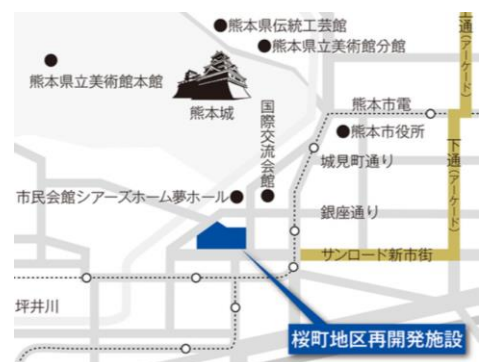 熊本県伝統工芸館
熊本県立美術館分館
上通(アーケード)
熊本県立美術館本館
熊本城
国際交流会館
熊本市電
熊本市役所
下通(アーケード)
城見町通り
市民会館シアーズホーム夢ホール
銀座通り
サンロード新市街
坪井川
桜町地区再開発施設